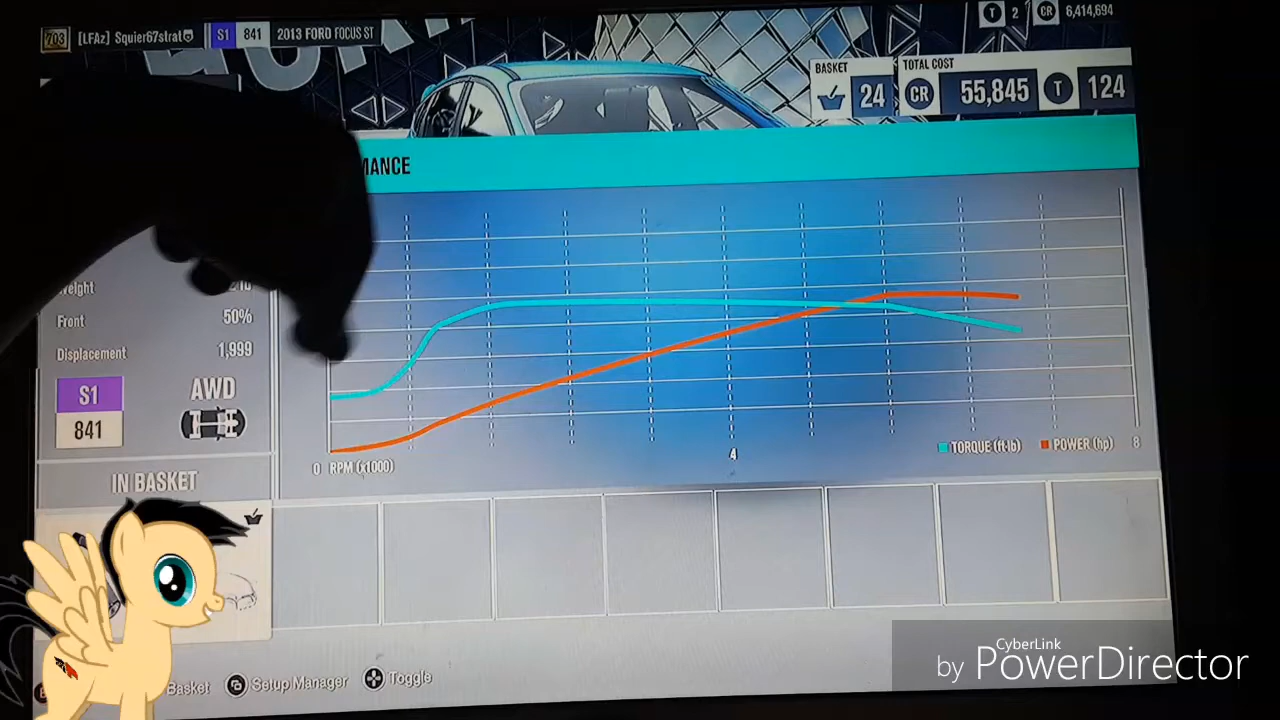 703 [LFAz] Squier67strat S1 841 2013 FORD FOCUS ST
T 2 CR 6,414,694
BASKET 24
TOTAL COST
CR 55,845 T 124
MANCE
Weight
Front 50%
Displacement 1,999
S1 AWD
841
0 RPM (x1000) 4 8
TORQUE (ft-lb) POWER (hp)
IN BASKET
Basket Setup Manager Toggle
CyberLink
by PowerDirector